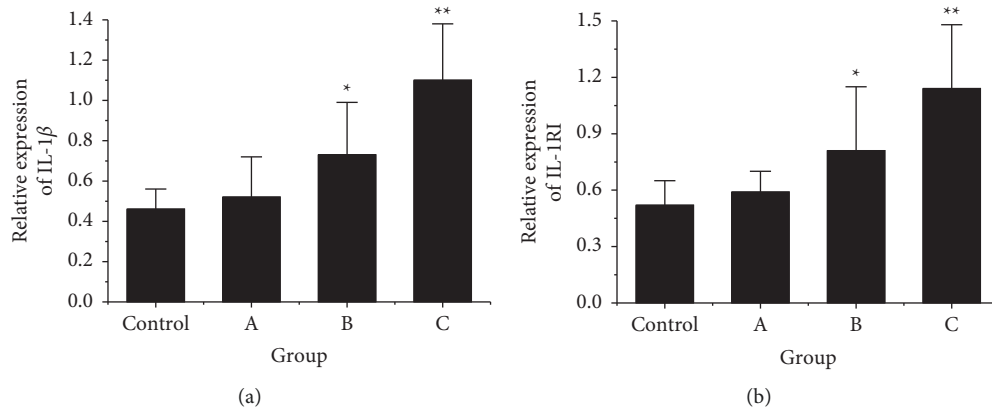 Relative expression
of IL-1β
1.4
1.2
1.0
0.8
0.6
0.4
0.2
0.0
*
**
Control A B C
Group
(a)
Relative expression
of IL-1RI
1.5
1.2
0.9
0.6
0.3
0.0
*
**
Control A B C
Group
(b)